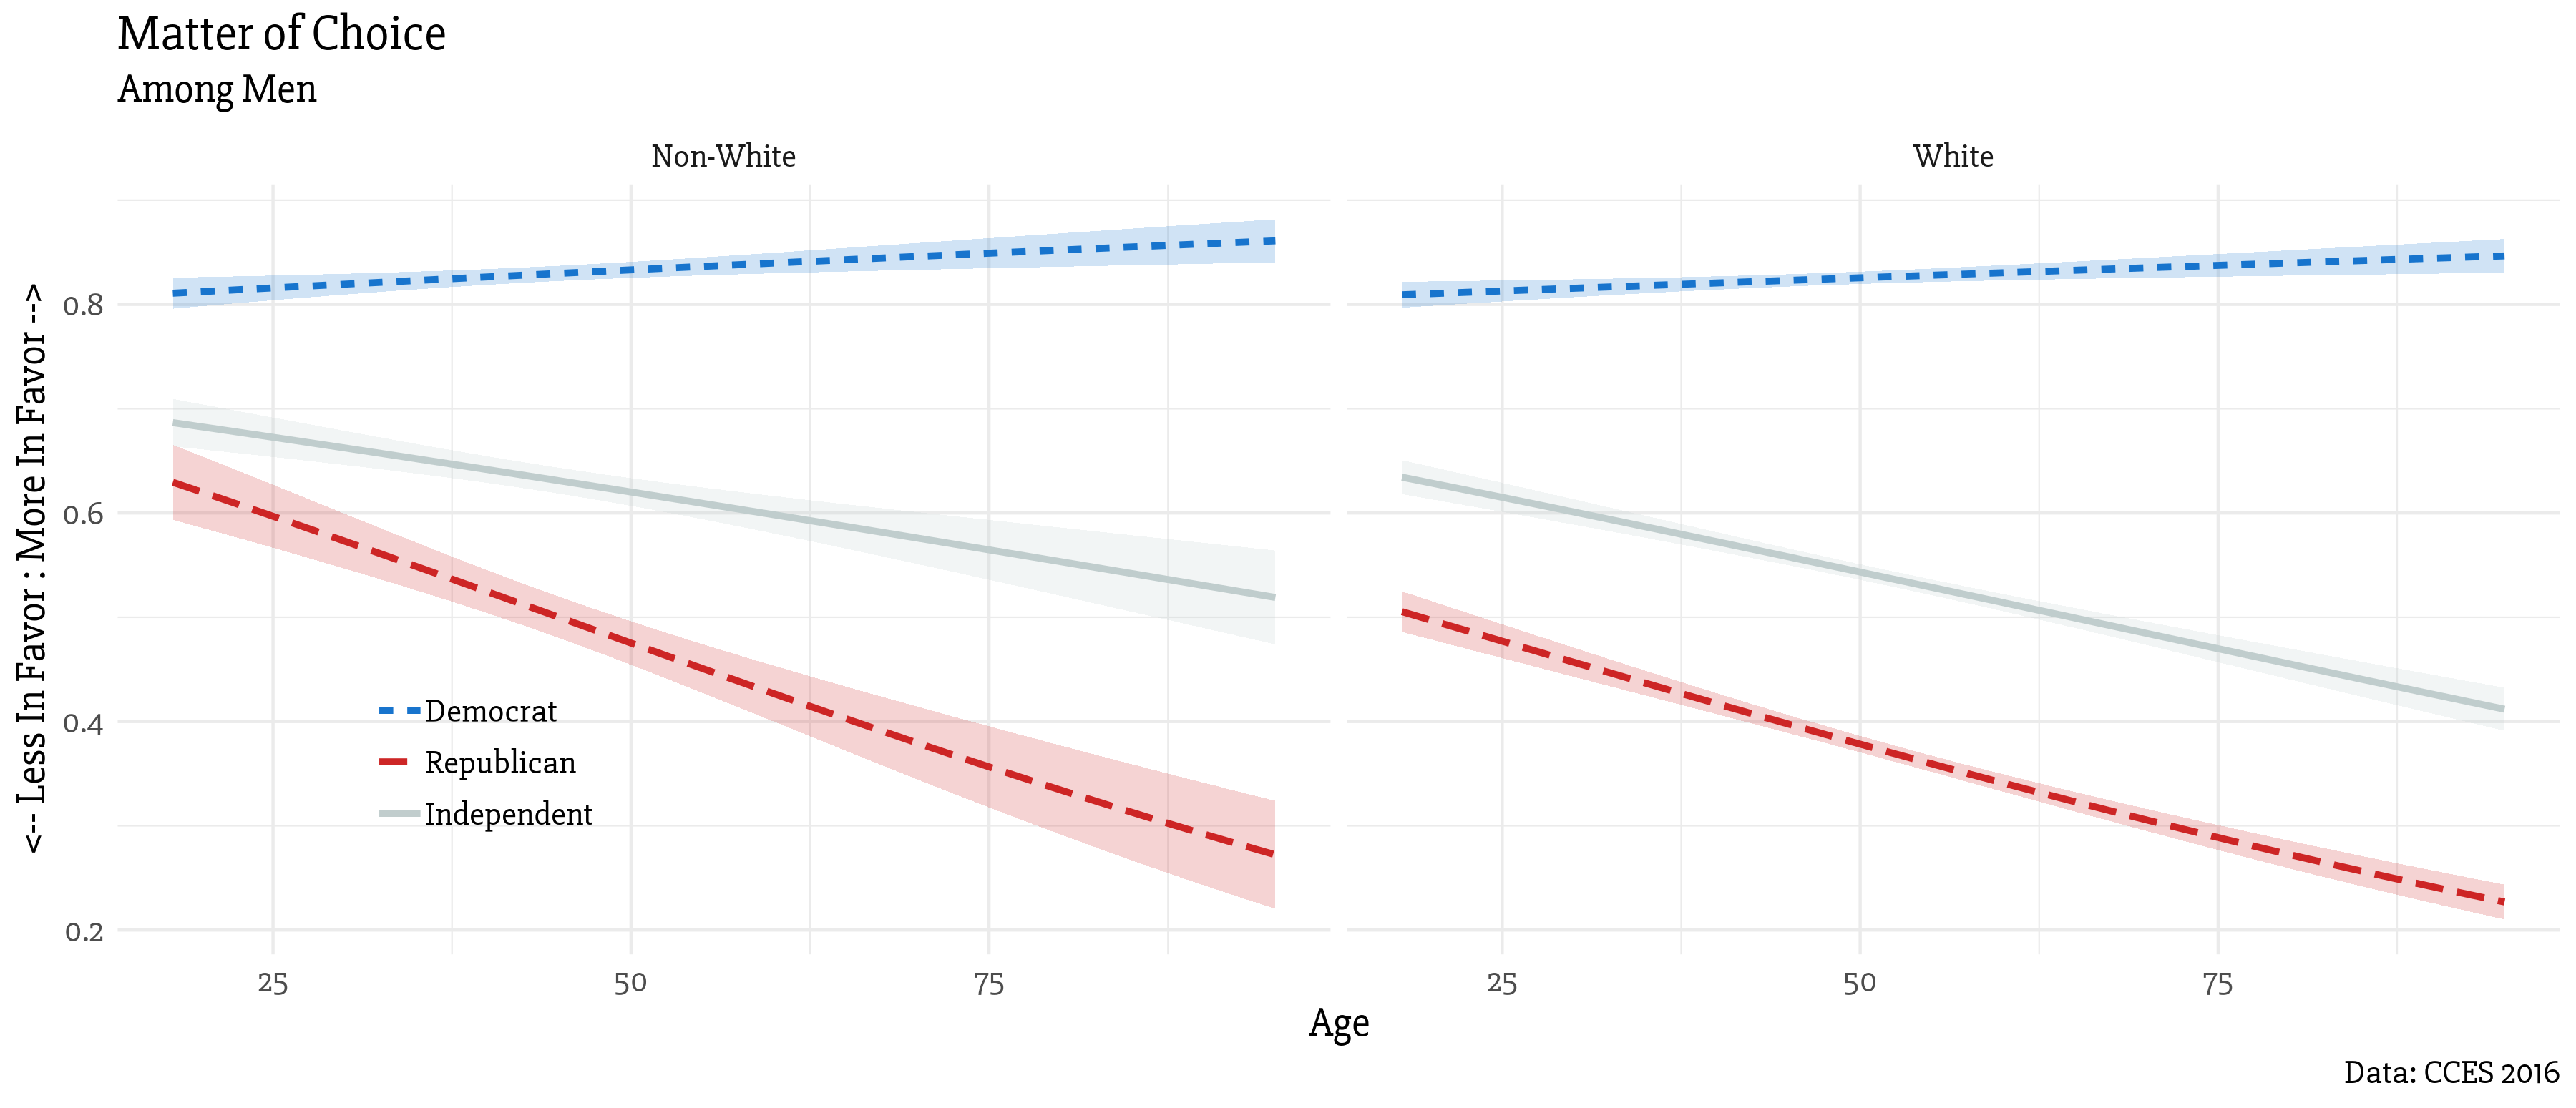 Matter of Choice
Among Men
Non-White
White
<-- Less In Favor : More In Favor -->
0.8
0.6
0.4
0.2
Democrat
Republican
Independent
25
50
75
25
50
75
Age
Data: CCES 2016